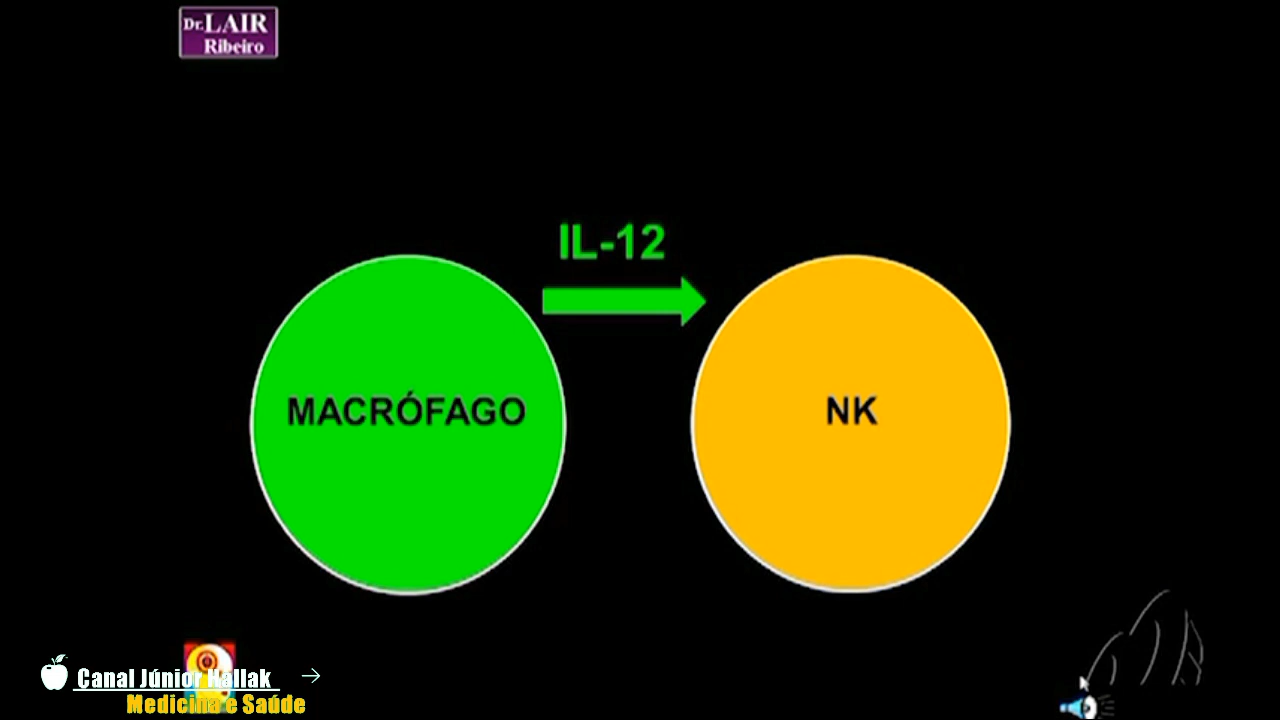 Dr. LAIR
Ribeiro
IL-12
MACRÓFAGO
NK
Canal Júnior Hallak
Medicina e Saúde